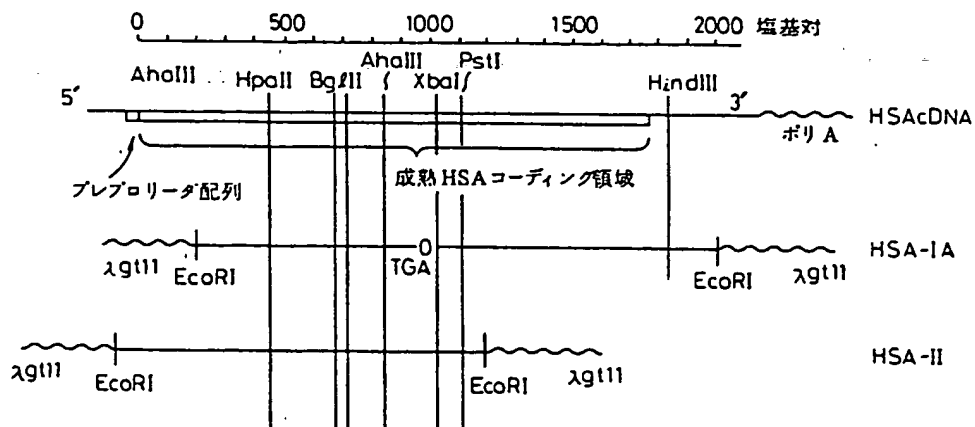 0 500 1000 1500 2000 塩基対
AhaIII PstI
AhaIII HpaII BglII XbaI HindIII
5′ 3′ HSAcDNA
ポリA
プレプロリーダ配列 成熟HSAコーディング領域
O HSA-IA
λgt11 EcoRI TGA EcoRI λgt11
HSA-II
λgt11 EcoRI EcoRI λgt11